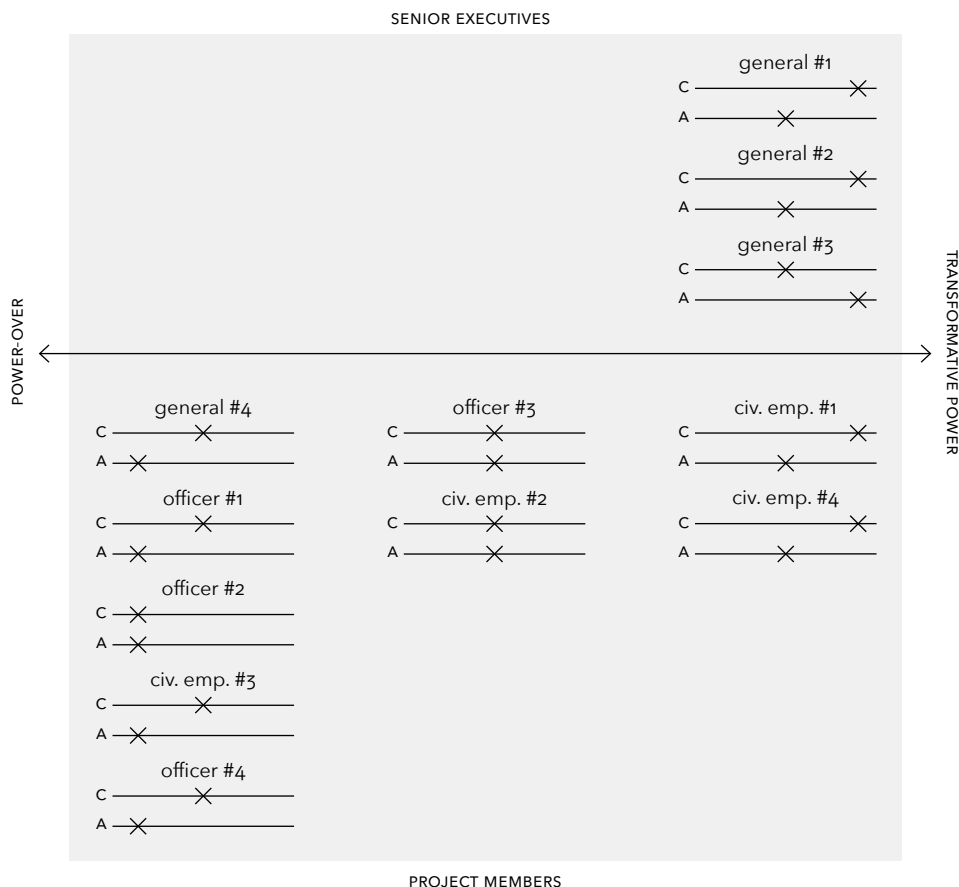 SENIOR EXECUTIVES
general #1
C
A
general #2
C
A
general #3
C
A
POWER-OVER
TRANSFORMATIVE POWER
general #4
C
A
officer #3
C
A
civ. emp. #1
C
A
officer #1
C
A
civ. emp. #2
C
A
civ. emp. #4
C
A
officer #2
C
A
civ. emp. #3
C
A
officer #4
C
A
PROJECT MEMBERS